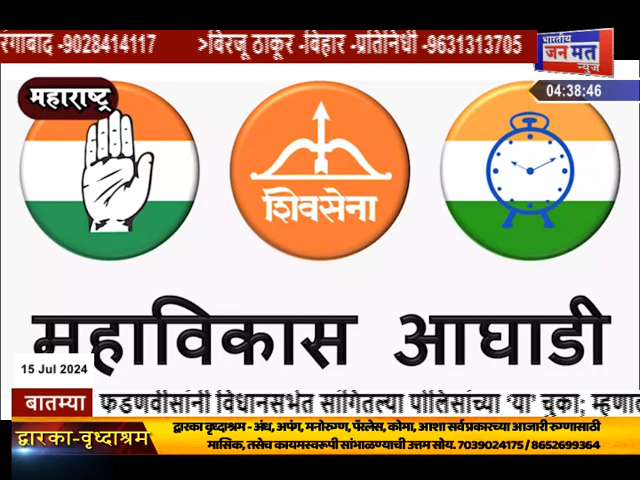 रंगाबाद -9028414117 >बिरजू ठाकूर -बिहार -प्रतिनिधी -9631313705
भारतीय
जन मत
न्यूज
04:38:46
महाराष्ट्र
शिवसेना
महाविकास आघाडी
15 Jul 2024
बातम्या
फडणवीसांनी विधानसभेत सांगितल्या पोलिसांच्या 'या' चुका; म्हणाल
द्वारका-वृध्दाश्रम
द्वारका वृध्दाश्रम - अंध, अपंग, मनोरुग्ण, पॅरलेस, कोमा, आशा सर्व प्रकारच्या आजारी रुग्णासाठी
मासिक, तसेच कायमस्वरूपी सांभाळण्याची उत्तम सोय. 7039024175 / 8652699364